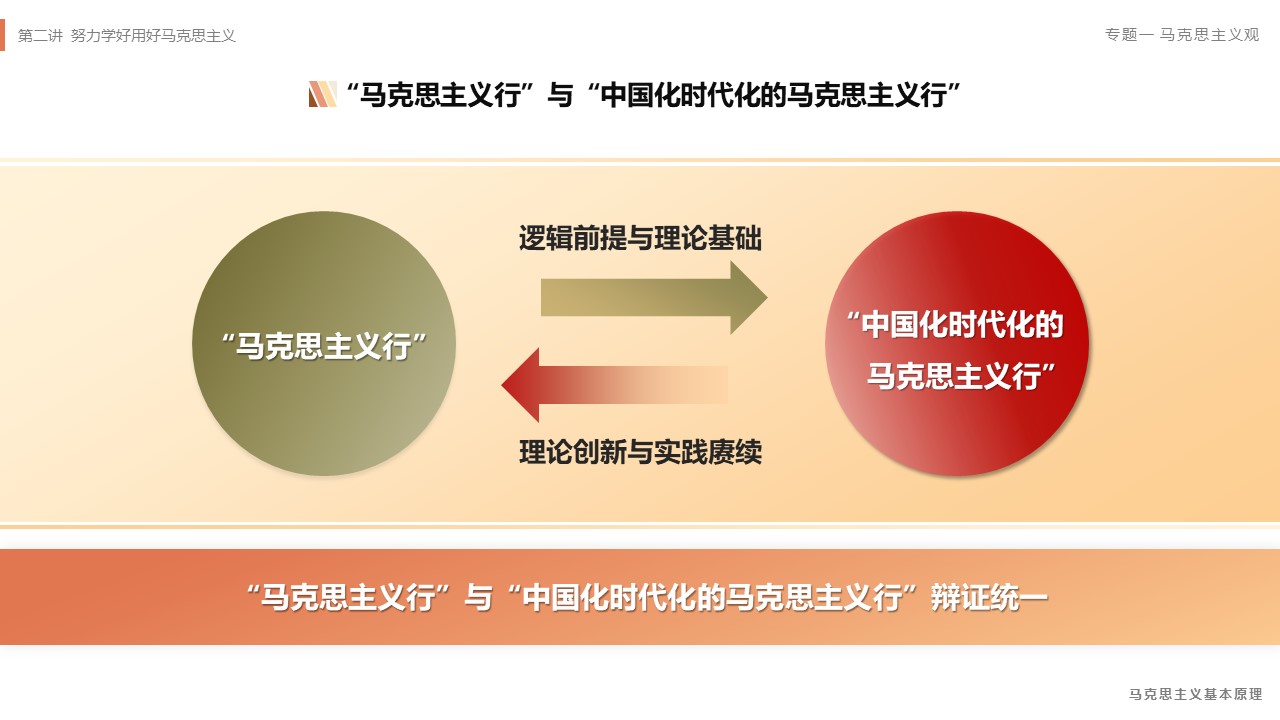 第二讲 努力学好用好马克思主义
专题一 马克思主义观
“马克思主义行”与“中国化时代化的马克思主义行”
逻辑前提与理论基础
“马克思主义行”
“中国化时代化的
马克思主义行”
理论创新与实践赓续
“马克思主义行”与“中国化时代化的马克思主义行”辩证统一
马克思主义基本原理